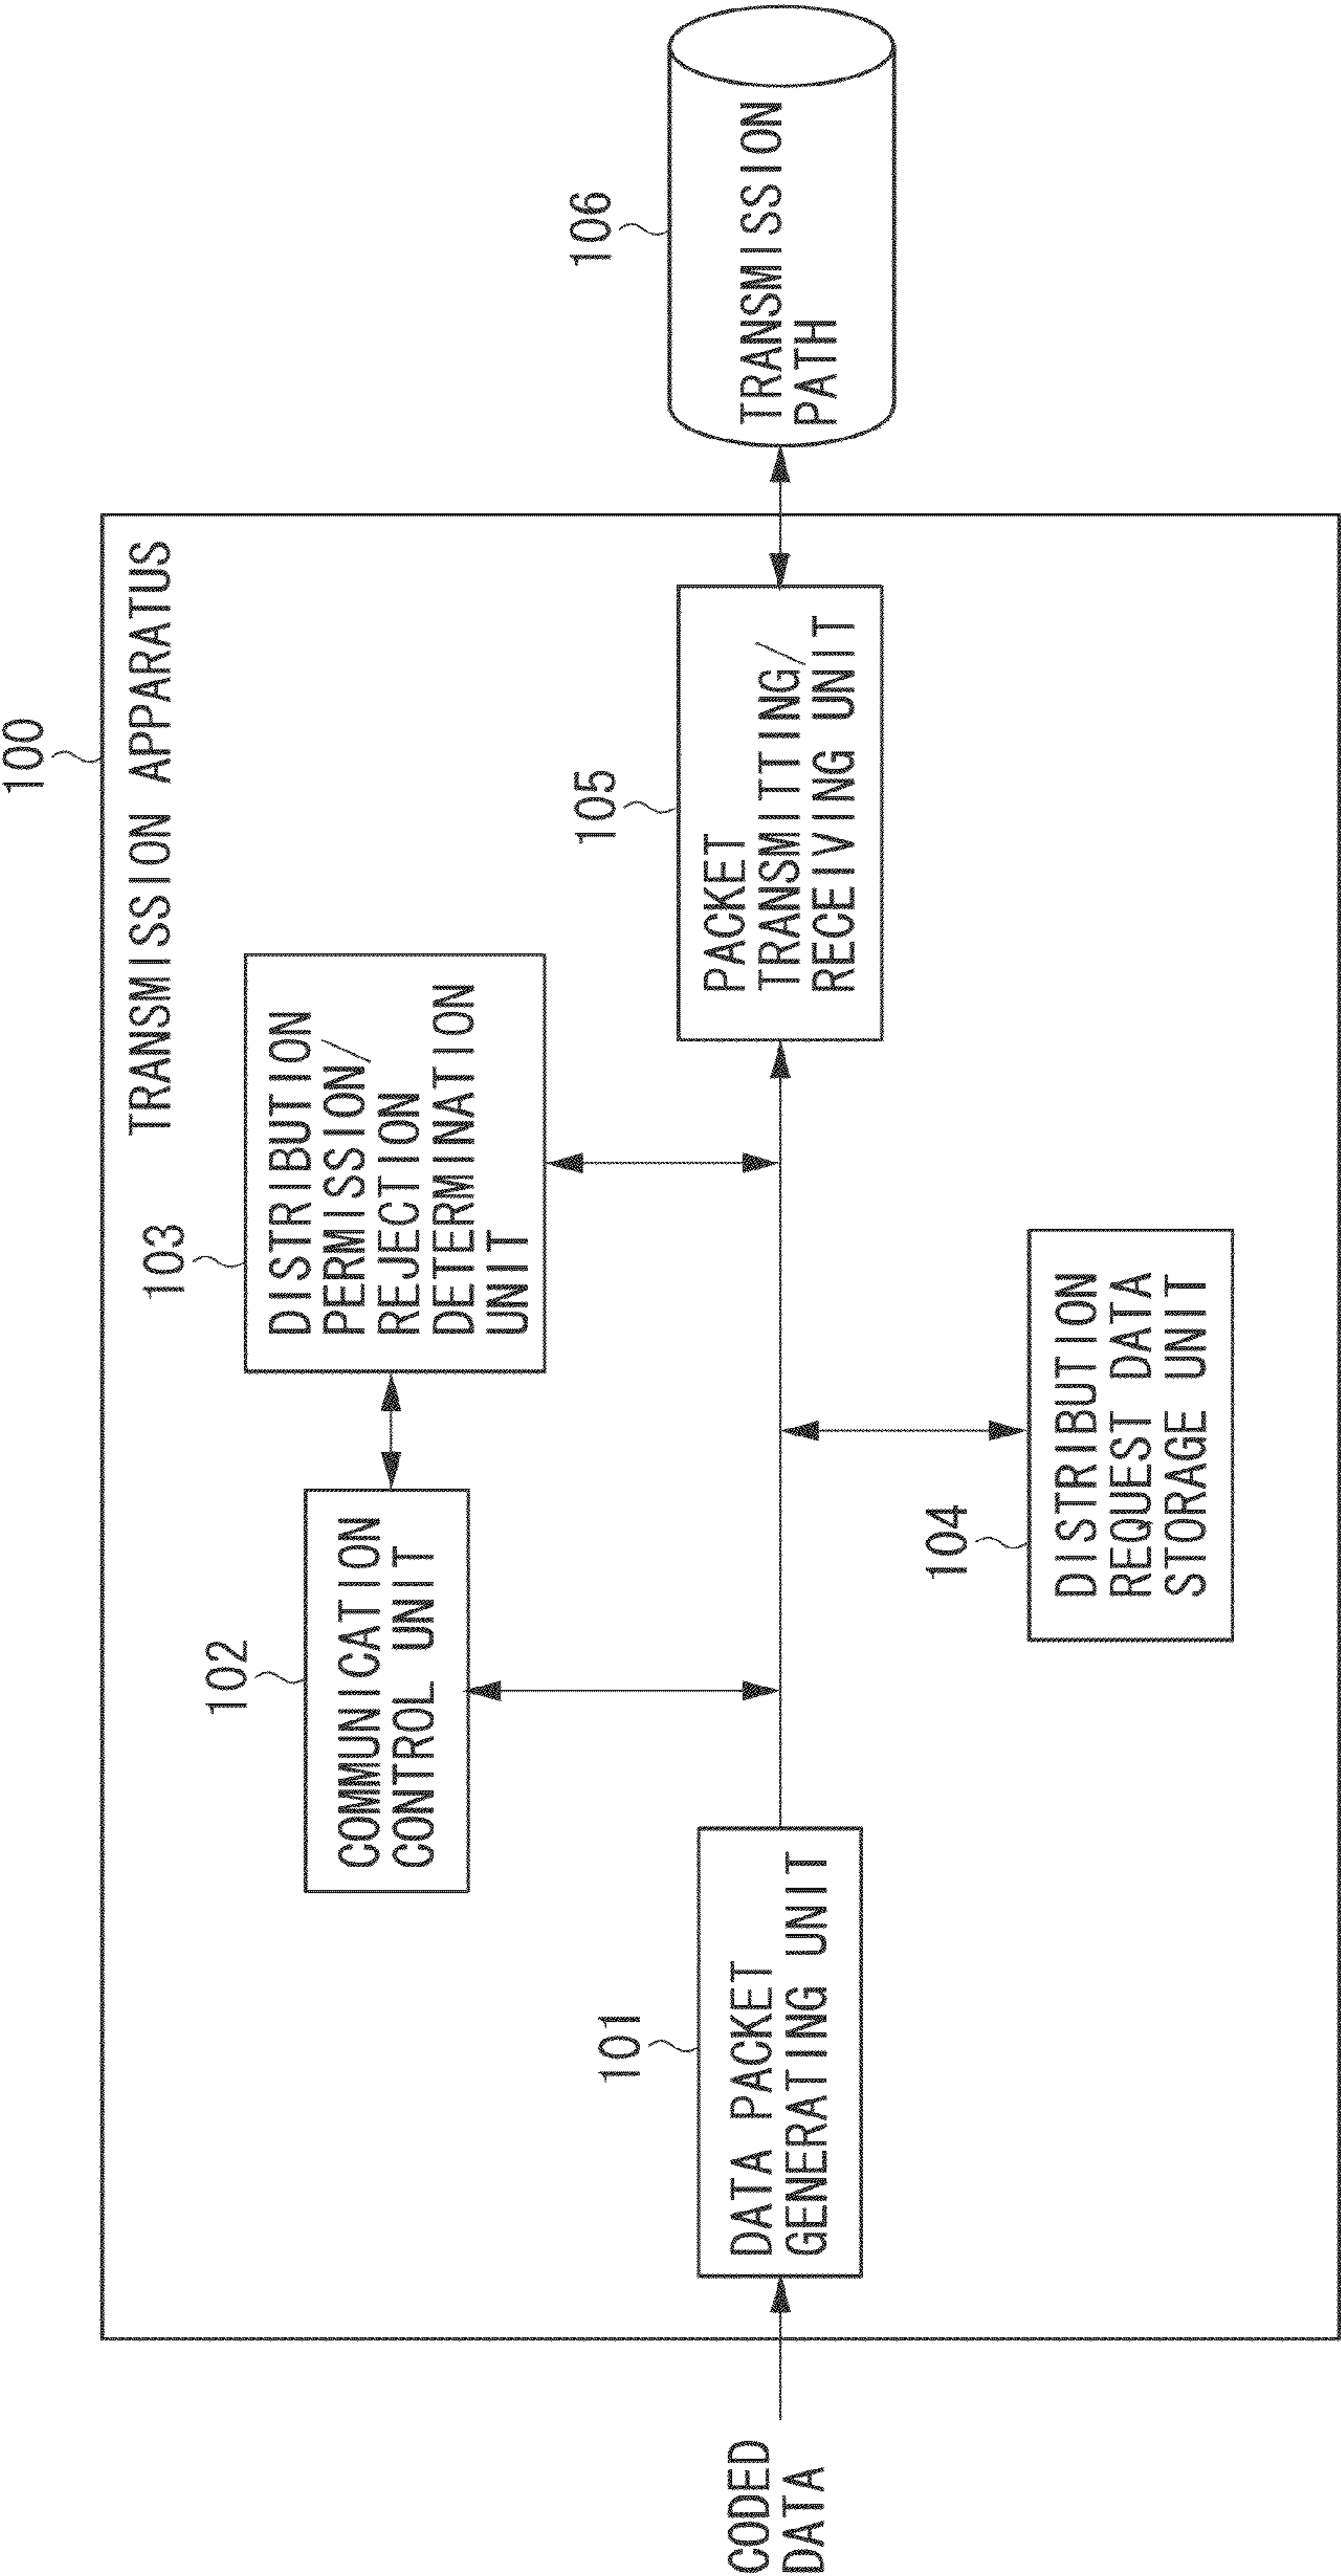 100
TRANSMISSION APPARATUS
103
DISTRIBUTION
PERMISSION/
REJECTION
DETERMINATION
UNIT
102
COMMUNICATION
CONTROL UNIT
106
TRANSMISSION
PATH
105
PACKET
TRANSMITTING/
RECEIVING UNIT
101
DATA PACKET
GENERATING UNIT
CODED
DATA
104
DISTRIBUTION
REQUEST DATA
STORAGE UNIT